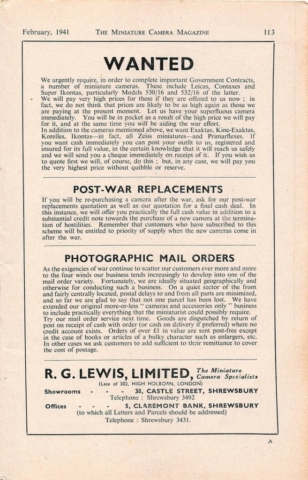 February, 1941 THE MINIATURE CAMERA MAGAZINE 113
WANTED
We urgently require, in order to complete important Government Contracts,
a number of miniature cameras. These include Leicas, Contaxes and
Super Ikontas, particularly Models 530/16 and 532/16 of the latter.
We will pay very high prices for these if they are offered to us now; in
fact, we do not think that prices are likely to be as high again as those we
are paying at the present moment. Let us have your superfluous camera
immediately. You will be in pocket as a result of the high price we will pay
for it, and at the same time you will be aiding the war effort.
In addition to the cameras mentioned above, we want Exaktas, Kine-Exaktas,
Korelles, Ikontas—in fact, all Zeiss miniatures—and Primarflexes. If
you want cash immediately you can post your outfit to us, registered and
insured for its full value, in the certain knowledge that it will reach us safely
and we will send you a cheque immediately on receipt of it. If you wish us
to quote first we will, of course, do this; but, in any case, we will pay you
the very highest price without quibble or reserve.
POST-WAR REPLACEMENTS
If you will be re-purchasing a camera after the war, ask for our post-war
replacements quotation as well as our quotation for a final cash deal. In
this instance, we will offer you practically the full cash value in addition to a
substantial credit note towards the purchase of a new camera at the termina-
tion of hostilities. Remember that customers who have subscribed to this
scheme will be entitled to priority of supply when the new cameras come in
after the war.
PHOTOGRAPHIC MAIL ORDERS
As the exigencies of war continue to scatter our customers ever more and more
to the four winds our business tends increasingly to develop into one of the
mail order variety. Fortunately, we are ideally situated geographically and
otherwise for conducting such a business. On a quiet sector of the front
and fairly centrally located, postal delays to and from all parts are minimized,
and so far we are glad to say that not one parcel has been lost. We have
extended our original more-or-less "cameras and accessories only" business
to include practically everything that the miniaturist could possibly require.
Try our mail order service next time. Goods are dispatched by return of
post on receipt of cash with order (or cash on delivery if preferred) where no
credit account exists. Orders of over £1 in value are sent post-free except
in the case of books or articles of a bulky character such as enlargers, etc.
In other cases we ask customers to add sufficient to their remittance to cover
the cost of postage.
R. G. LEWIS, LIMITED, The Miniature Camera Specialists
(Late of 202, HIGH HOLBORN, LONDON)
Showrooms - - - 30, CASTLE STREET, SHREWSBURY
Telephone: Shrewsbury 3492
Offices - - - 5, CLAREMONT BANK, SHREWSBURY
(to which all Letters and Parcels should be addressed)
Telephone: Shrewsbury 3431.
A